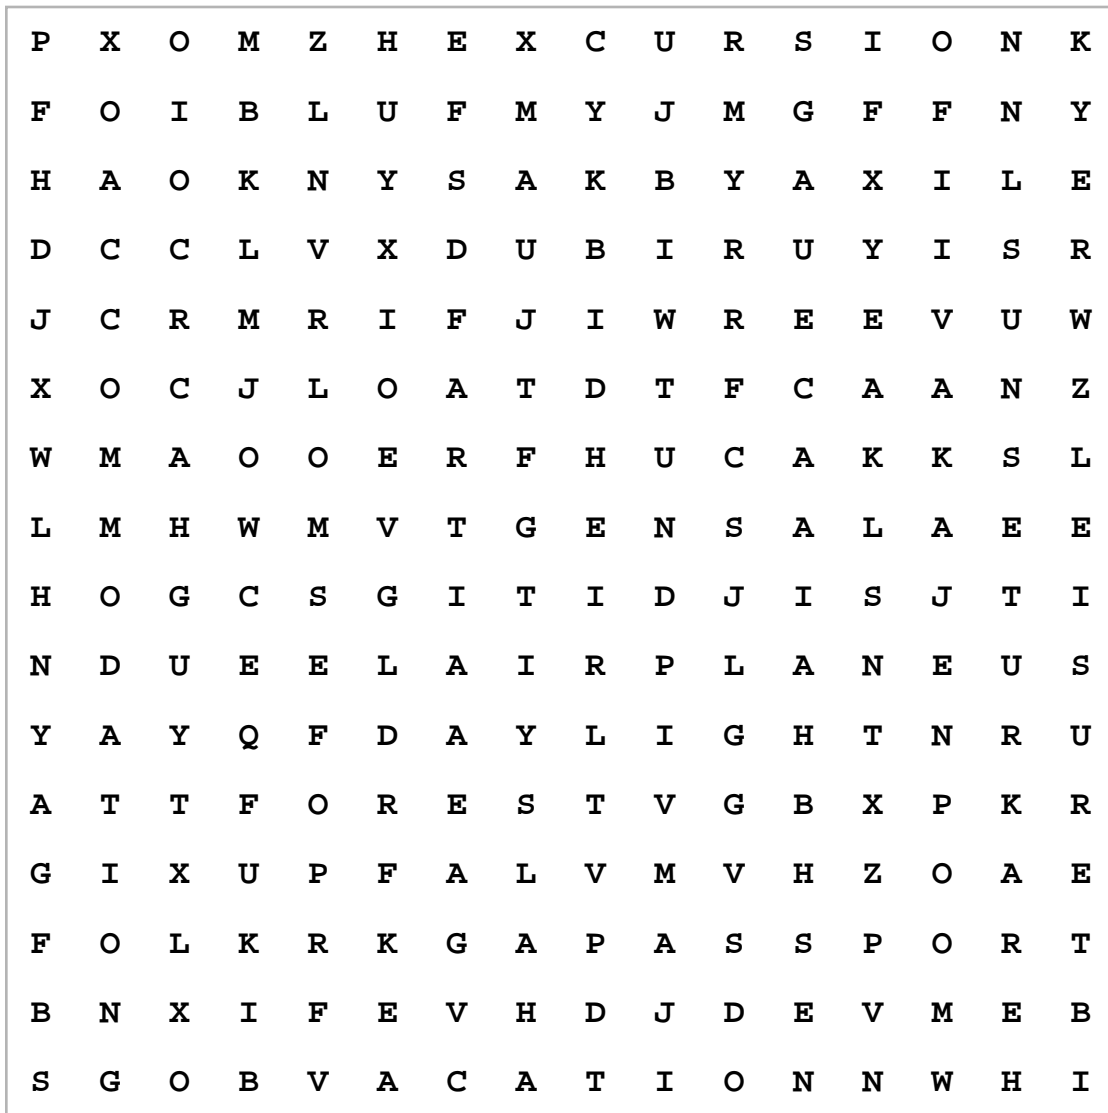 P X O M Z H E X C U R S I O N K
F O I B L U F M Y J M G F F N Y
H A O K N Y S A K B Y A X I L E
D C C L V X D U B I R U Y I S R
J C R M R I F J I W R E E V U W
X O C J L O A T D T F C A A N Z
W M A O O E R F H U C A K K S L
L M H W M V T G E N S A L A E E
H O G C S G I T I D J I S J T I
N D U E E L A I R P L A N E U S
Y A Y Q F D A Y L I G H T N R U
A T T F O R E S T V G B X P K R
G I X U P F A L V M V H Z O A E
F O L K R K G A P A S S P O R T
B N X I F E V H D J D E V M E B
S G O B V A C A T I O N N W H I